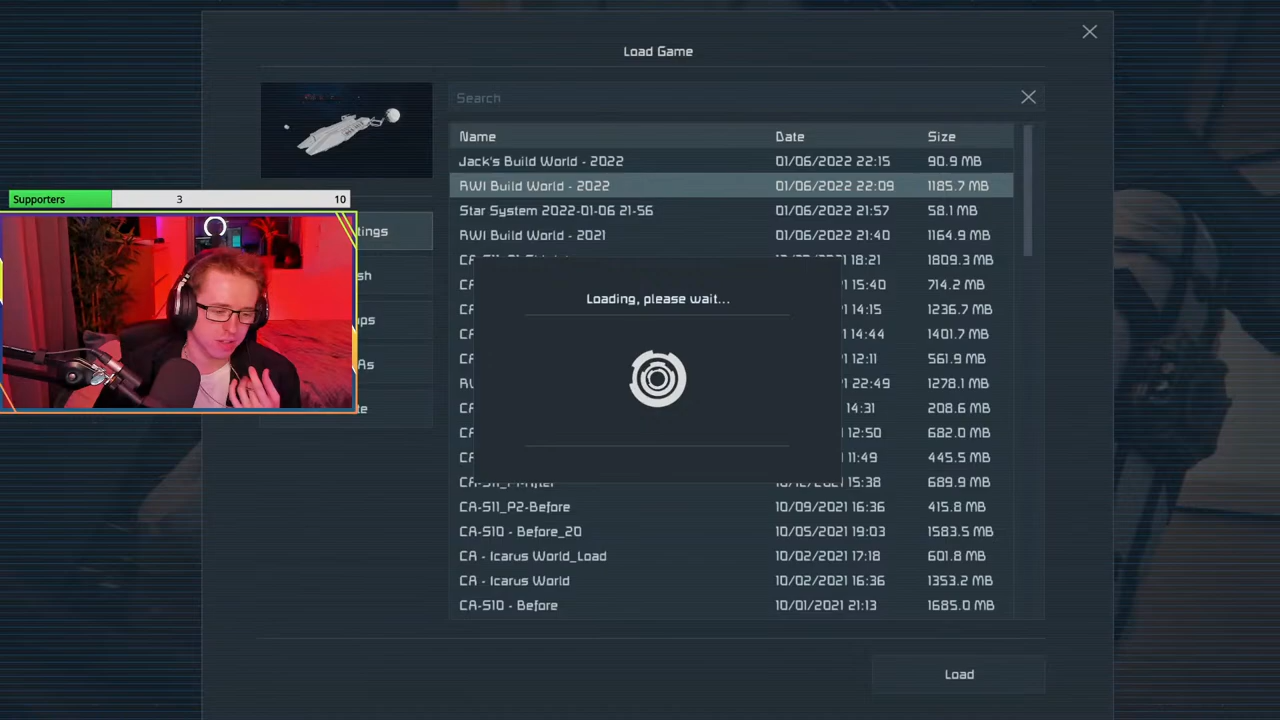 Load Game
Search
Name Date Size
Jack's Build World - 2022 01/06/2022 22:15 90.9 MB
RWI Build World - 2022 01/06/2022 22:09 1185.7 MB
Star System 2022-01-06 21-56 01/06/2022 21:57 58.1 MB
RWI Build World - 2021 01/06/2022 21:40 1164.9 MB
18:21 1809.3 MB
15:40 714.2 MB
14:15 1236.7 MB
14:44 1401.7 MB
12:11 561.9 MB
22:49 1278.1 MB
14:31 208.6 MB
12:50 682.0 MB
11:49 445.5 MB
15:38 689.9 MB
CA-S11_P2-Before 10/09/2021 16:36 415.8 MB
CA-S10 - Before_20 10/05/2021 19:03 1583.5 MB
CA - Icarus World_Load 10/02/2021 17:18 601.8 MB
CA - Icarus World 10/02/2021 16:36 1353.2 MB
CA-S10 - Before 10/01/2021 21:13 1685.0 MB
Supporters 3 10
Loading, please wait...
Load